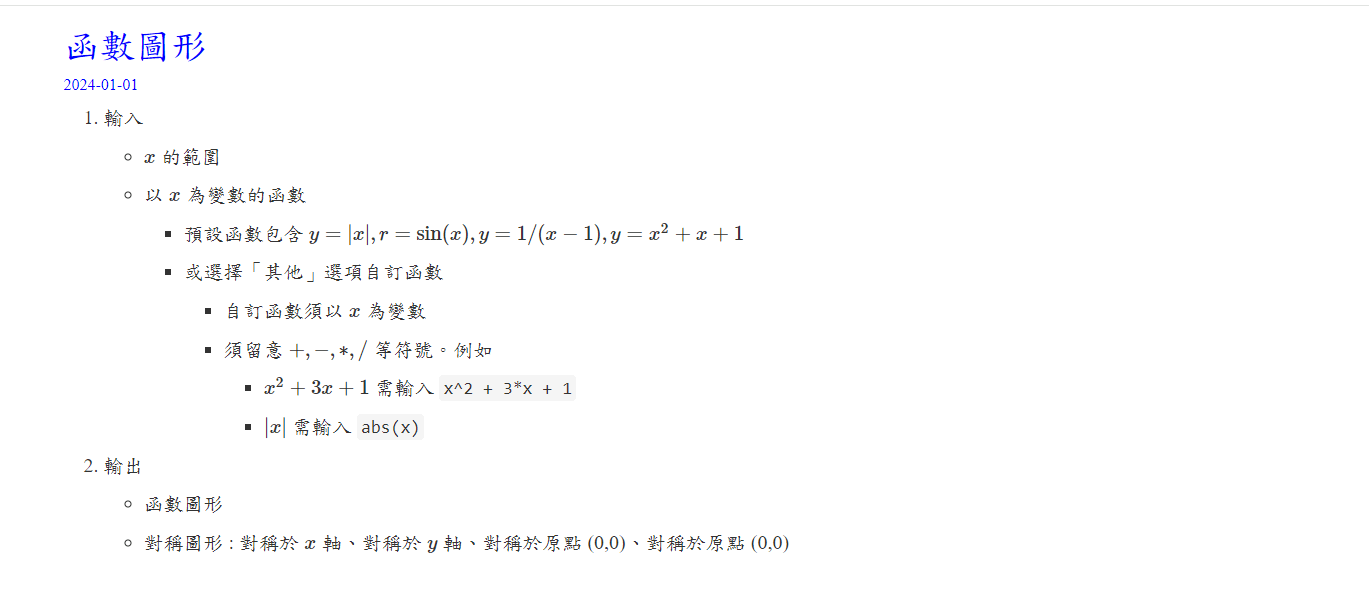 函數圖形
2024-01-01
1. 輸入
x 的範圍
以 x 為變數的函數
預設函數包含 y = |x|, r = sin(x), y = 1/(x − 1), y = x² + x + 1
或選擇「其他」選項自訂函數
自訂函數須以 x 為變數
須留意 +, −, *, / 等符號。例如
x² + 3x + 1 需輸入 x^2 + 3*x + 1
|x| 需輸入 abs(x)
2. 輸出
函數圖形
對稱圖形 : 對稱於 x 軸、對稱於 y 軸、對稱於原點 (0,0)、對稱於原點 (0,0)